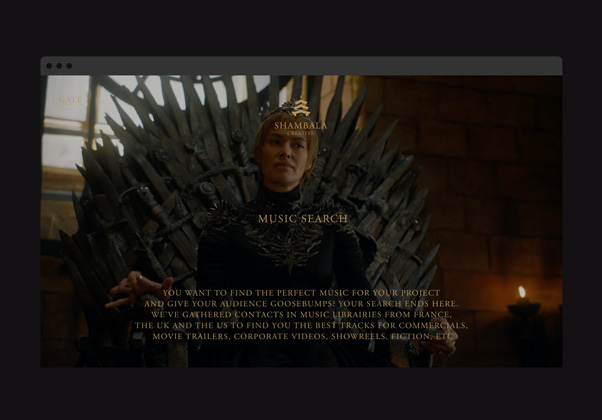 GATE
SHAMBALA
CREATIVE
MUSIC SEARCH
YOU WANT TO FIND THE PERFECT MUSIC FOR YOUR PROJECT
AND GIVE YOUR AUDIENCE GOOSEBUMPS? YOUR SEARCH ENDS HERE.
WE'VE GATHERED CONTACTS IN MUSIC LIBRAIRIES FROM FRANCE,
THE UK AND THE US TO FIND YOU THE BEST TRACKS FOR COMMERCIALS,
MOVIE TRAILERS, CORPORATE VIDEOS, SHOWREELS, FICTION, ETC.